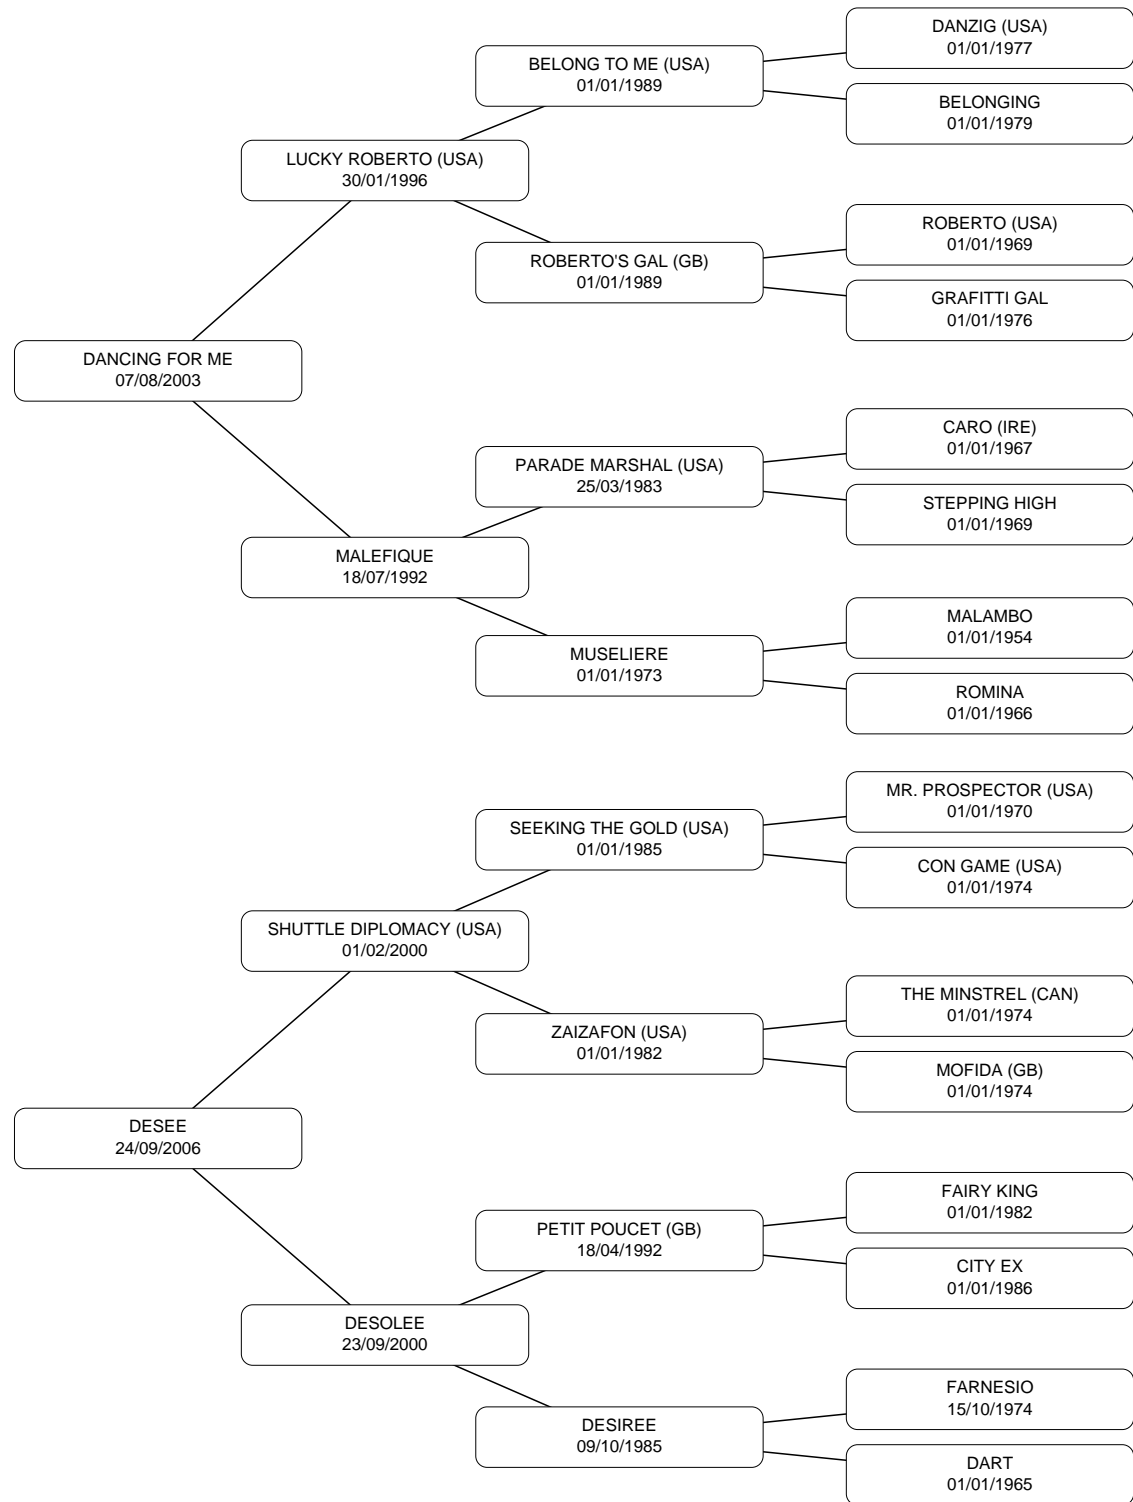 DANZIG (USA)
01/01/1977
BELONG TO ME (USA)
01/01/1989
BELONGING
01/01/1979
LUCKY ROBERTO (USA)
30/01/1996
ROBERTO (USA)
01/01/1969
ROBERTO'S GAL (GB)
01/01/1989
GRAFITTI GAL
01/01/1976
DANCING FOR ME
07/08/2003
CARO (IRE)
01/01/1967
PARADE MARSHAL (USA)
25/03/1983
STEPPING HIGH
01/01/1969
MALEFIQUE
18/07/1992
MALAMBO
01/01/1954
MUSELIERE
01/01/1973
ROMINA
01/01/1966
MR. PROSPECTOR (USA)
01/01/1970
SEEKING THE GOLD (USA)
01/01/1985
CON GAME (USA)
01/01/1974
SHUTTLE DIPLOMACY (USA)
01/02/2000
THE MINSTREL (CAN)
01/01/1974
ZAIZAFON (USA)
01/01/1982
MOFIDA (GB)
01/01/1974
DESEE
24/09/2006
FAIRY KING
01/01/1982
PETIT POUCET (GB)
18/04/1992
CITY EX
01/01/1986
DESOLEE
23/09/2000
FARNESIO
15/10/1974
DESIREE
09/10/1985
DART
01/01/1965